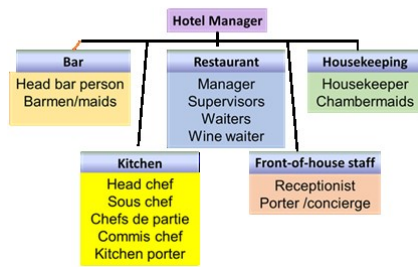 Hotel Manager
Bar
Head bar person
Barmen/maids
Restaurant
Manager
Supervisors
Waiters
Wine waiter
Housekeeping
Housekeeper
Chambermaids
Kitchen
Head chef
Sous chef
Chefs de partie
Commis chef
Kitchen porter
Front-of-house staff
Receptionist
Porter /concierge